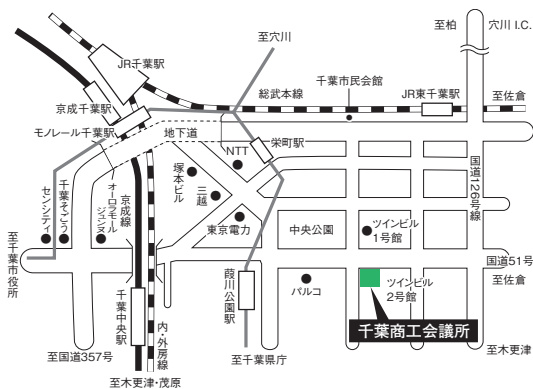 至柏
穴川 I.C.
至穴川
JR千葉駅
千葉市民会館
総武本線
JR東千葉駅
至佐倉
京成千葉駅
モノレール千葉駅
地下道
栄町駅
NTT
塚本ビル
三越
国道126号線
京成線
オーロラモール
ジュンヌ
千葉そごう
センシティ
東京電力
中央公園
ツインビル
1号館
至千葉市役所
国道51号
至佐倉
葭川公園駅
パルコ
ツインビル
2号館
千葉中央駅
内・外房線
千葉商工会議所
至国道357号
至千葉県庁
至木更津
至木更津・茂原